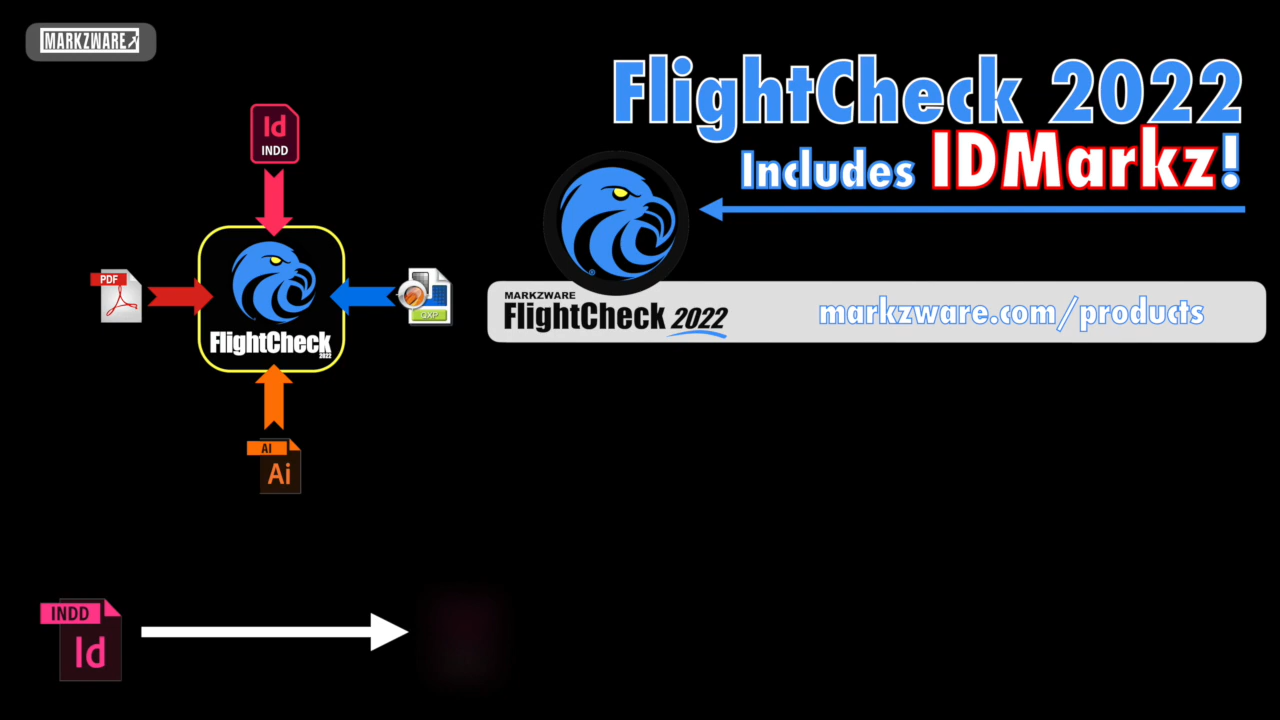 MARKZWARE
FlightCheck 2022
Includes IDMarkz!
Id
INDD
PDF
QXP
FlightCheck
2022
MARKZWARE
FlightCheck 2022
markzware.com/products
®
AI
Ai
INDD
Id